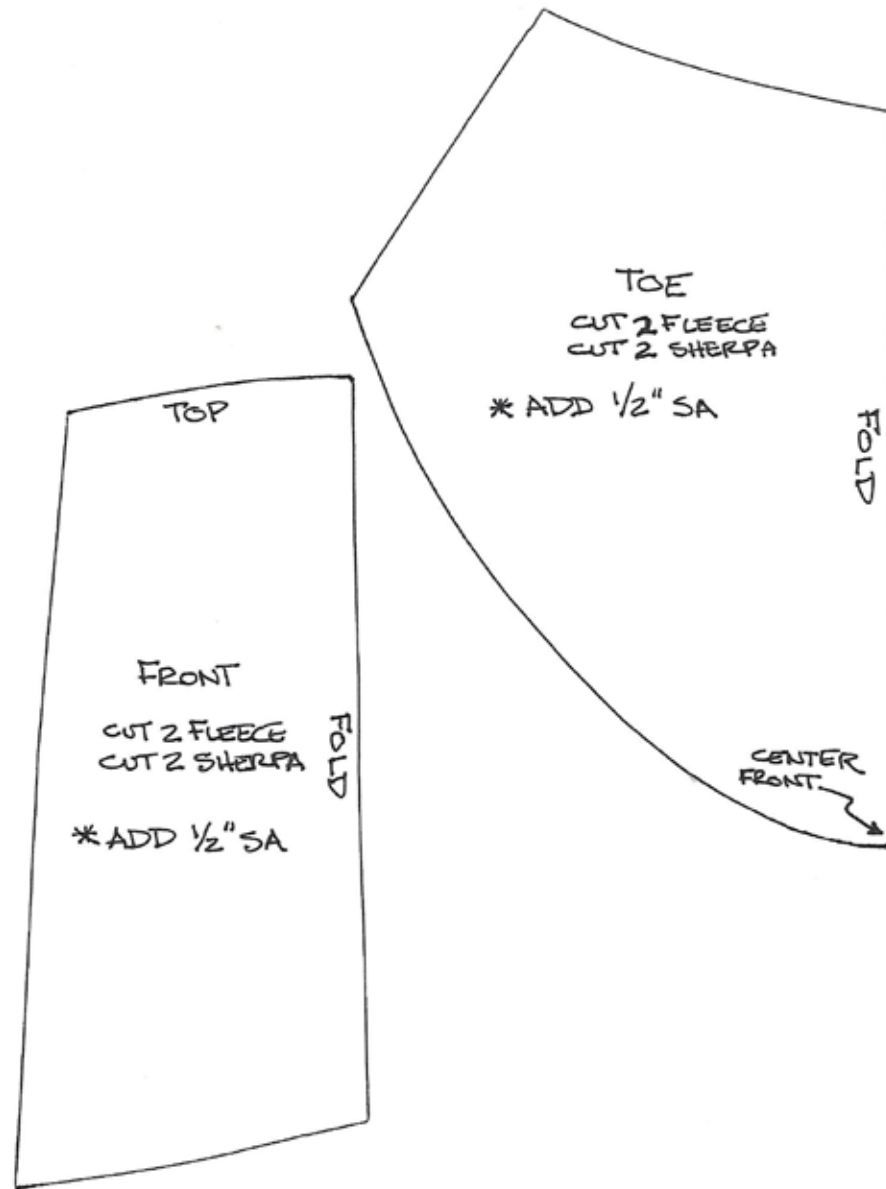 TOE
CUT 2 FLEECE
CUT 2 SHERPA
* ADD 1/2" SA
FOLD
CENTER
FRONT
TOP
FRONT
CUT 2 FLEECE
CUT 2 SHERPA
* ADD 1/2" SA
FOLD